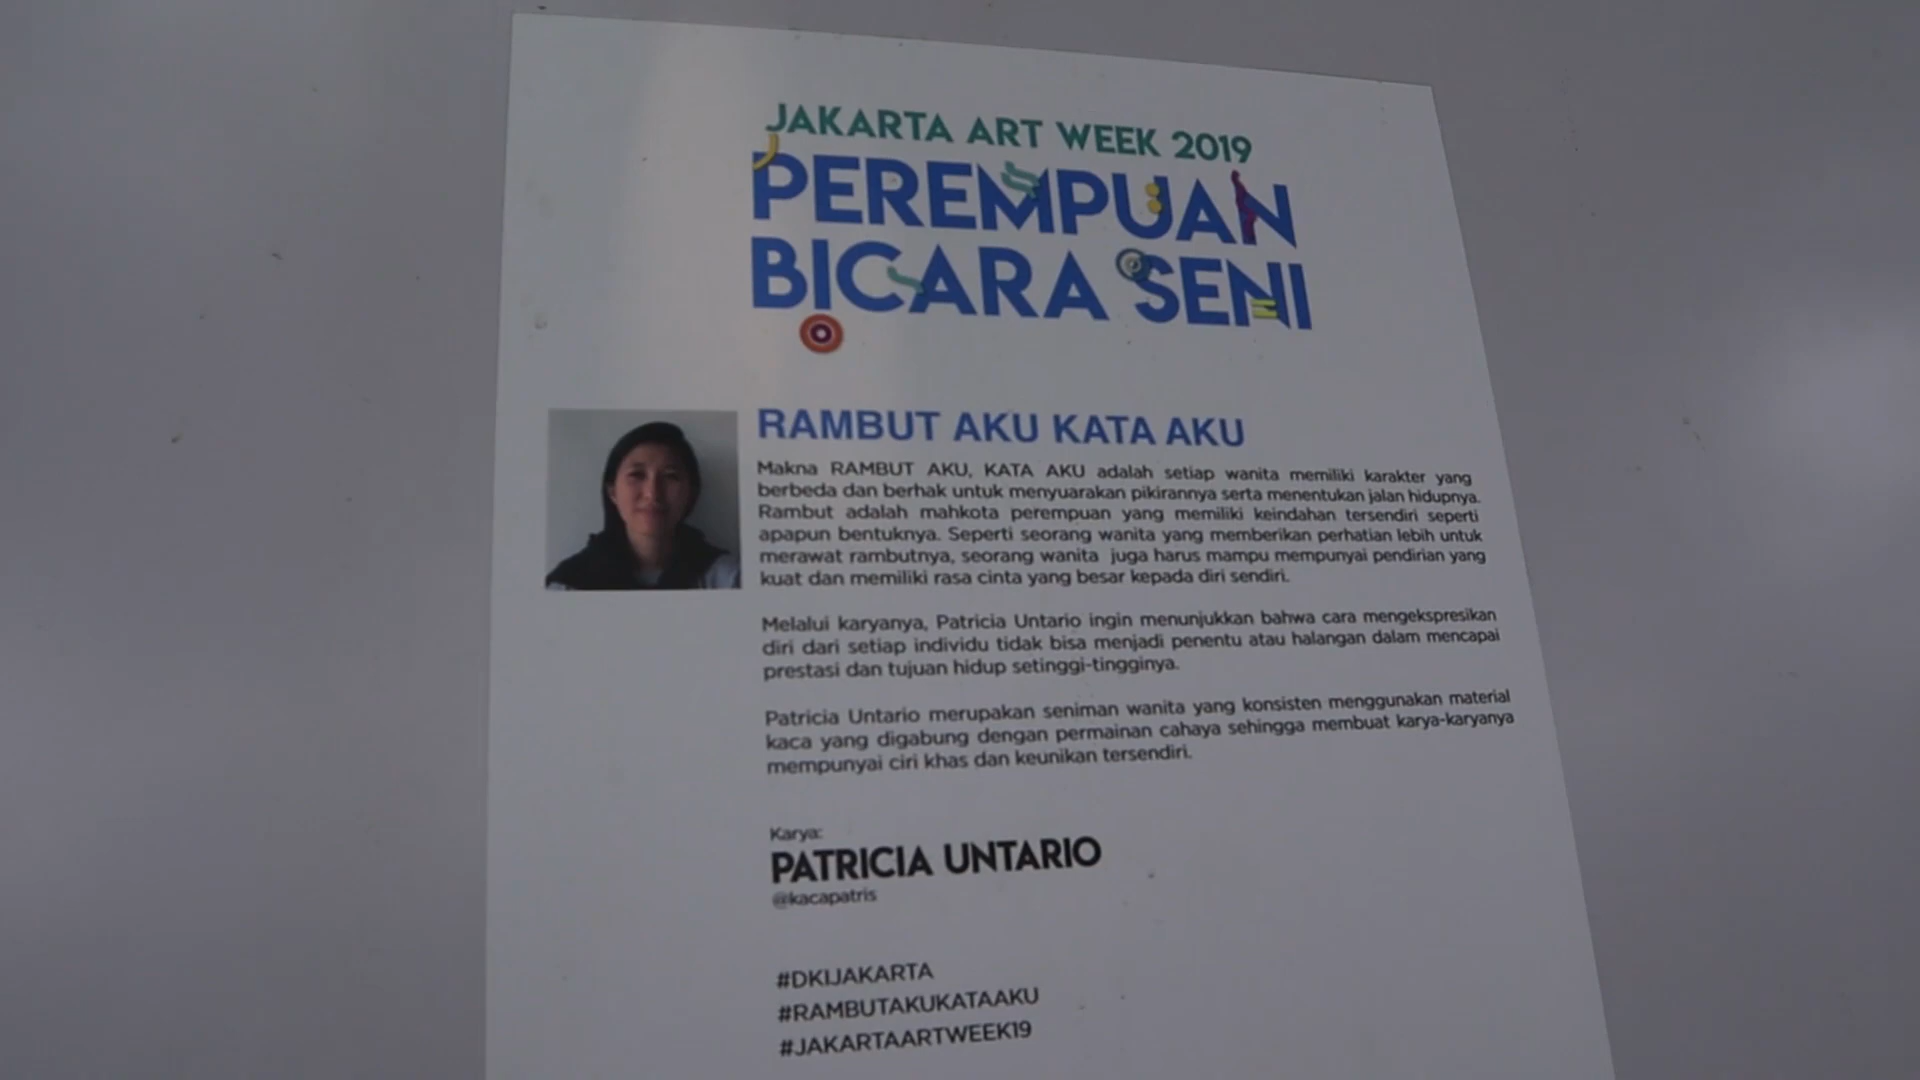 JAKARTA ART WEEK 2019
PEREMPUAN
BICARA SENI
RAMBUT AKU KATA AKU
Makna RAMBUT AKU, KATA AKU adalah setiap wanita memiliki karakter yang
berbeda dan berhak untuk menyuarakan pikirannya serta menentukan jalan hidupnya.
Rambut adalah mahkota perempuan yang memiliki keindahan tersendiri seperti
apapun bentuknya. Seperti seorang wanita yang memberikan perhatian lebih untuk
merawat rambutnya, seorang wanita juga harus mampu mempunyai pendirian yang
kuat dan memiliki rasa cinta yang besar kepada diri sendiri.
Melalui karyanya, Patricia Untario ingin menunjukkan bahwa cara mengekspresikan
diri dari setiap individu tidak bisa menjadi penentu atau halangan dalam mencapai
prestasi dan tujuan hidup setinggi-tingginya.
Patricia Untario merupakan seniman wanita yang konsisten menggunakan material
kaca yang digabung dengan permainan cahaya sehingga membuat karya-karyanya
mempunyai ciri khas dan keunikan tersendiri.
Karya:
PATRICIA UNTARIO
@kacapatris
#DKIJAKARTA
#RAMBUTAKUKATAAKU
#JAKARTAARTWEEK19